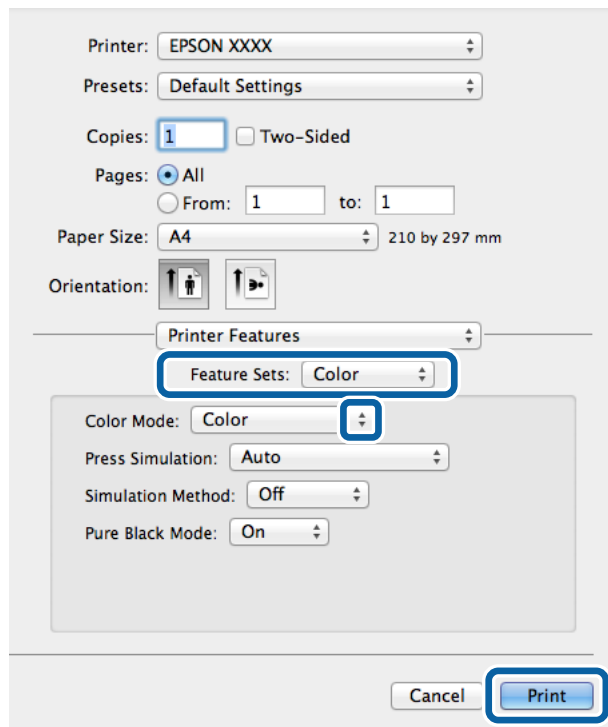 Printer: EPSON XXXX
Presets: Default Settings
Copies: 1 Two-Sided
Pages: All
From: 1 to: 1
Paper Size: A4 210 by 297 mm
Orientation:
Printer Features
Feature Sets: Color
Color Mode: Color
Press Simulation: Auto
Simulation Method: Off
Pure Black Mode: On
Cancel Print